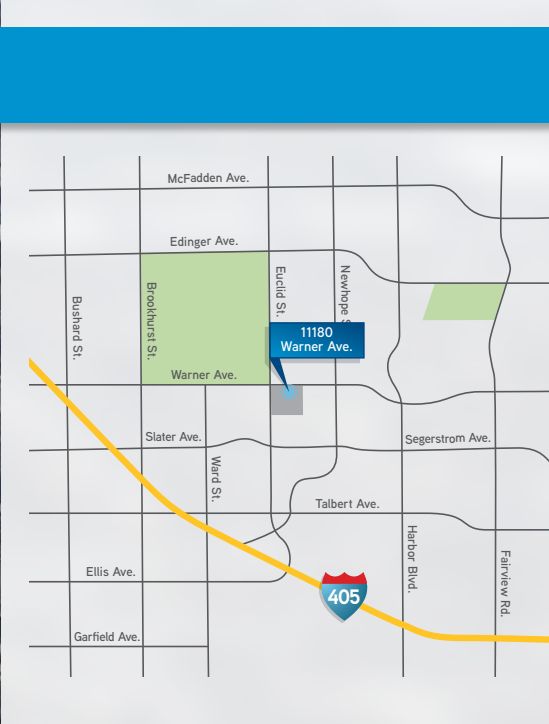 McFadden Ave.
Edinger Ave.
Bushard St.
Brookhurst St.
Euclid St.
Newhope S
11180
Warner Ave.
Warner Ave.
Slater Ave.
Segerstrom Ave.
Ward St.
Talbert Ave.
Harbor Blvd.
Fairview Rd.
Ellis Ave.
405
Garfield Ave.